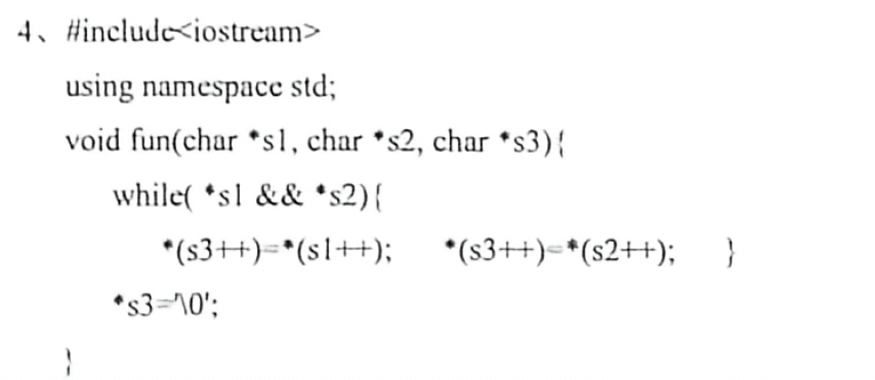 4、#include<iostream>
using namespace std;
void fun(char *s1, char *s2, char *s3){
while( *s1 && *s2){
*(s3++)=*(s1++); *(s3++)=*(s2++); }
*s3='\0';
}